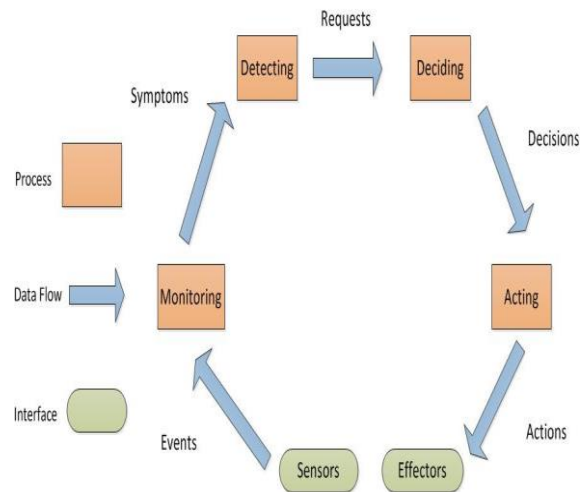 Requests
Detecting
Deciding
Symptoms
Decisions
Process
Data Flow
Monitoring
Acting
Interface
Events
Actions
Sensors
Effectors